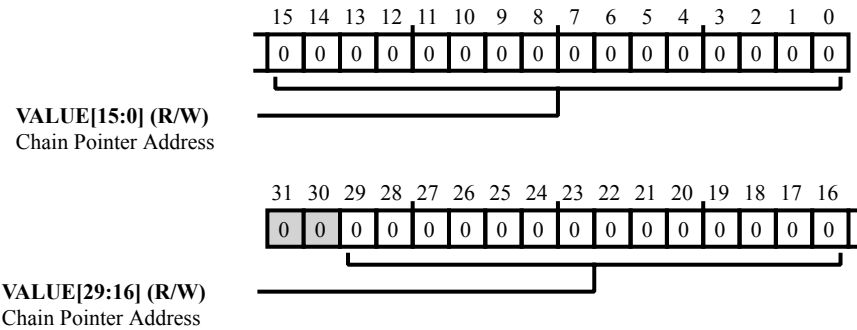 15 14 13 12 11 10 9 8 7 6 5 4 3 2 1 0
0 0 0 0 0 0 0 0 0 0 0 0 0 0 0 0
VALUE[15:0] (R/W)
Chain Pointer Address
31 30 29 28 27 26 25 24 23 22 21 20 19 18 17 16
0 0 0 0 0 0 0 0 0 0 0 0 0 0 0 0
VALUE[29:16] (R/W)
Chain Pointer Address